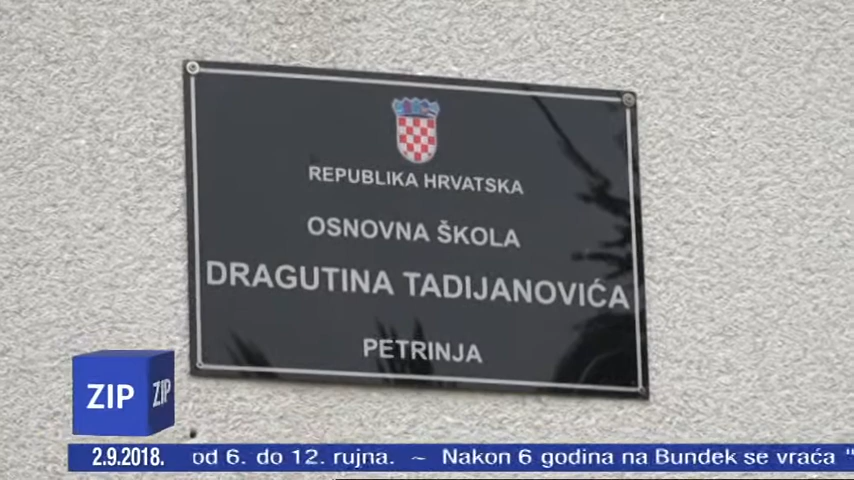 REPUBLIKA HRVATSKA
OSNOVNA ŠKOLA
DRAGUTINA TADIJANOVIĆA
PETRINJA
ZIP ZIP
2.9.2018. od 6. do 12. rujna. ~ Nakon 6 godina na Bundek se vraća "